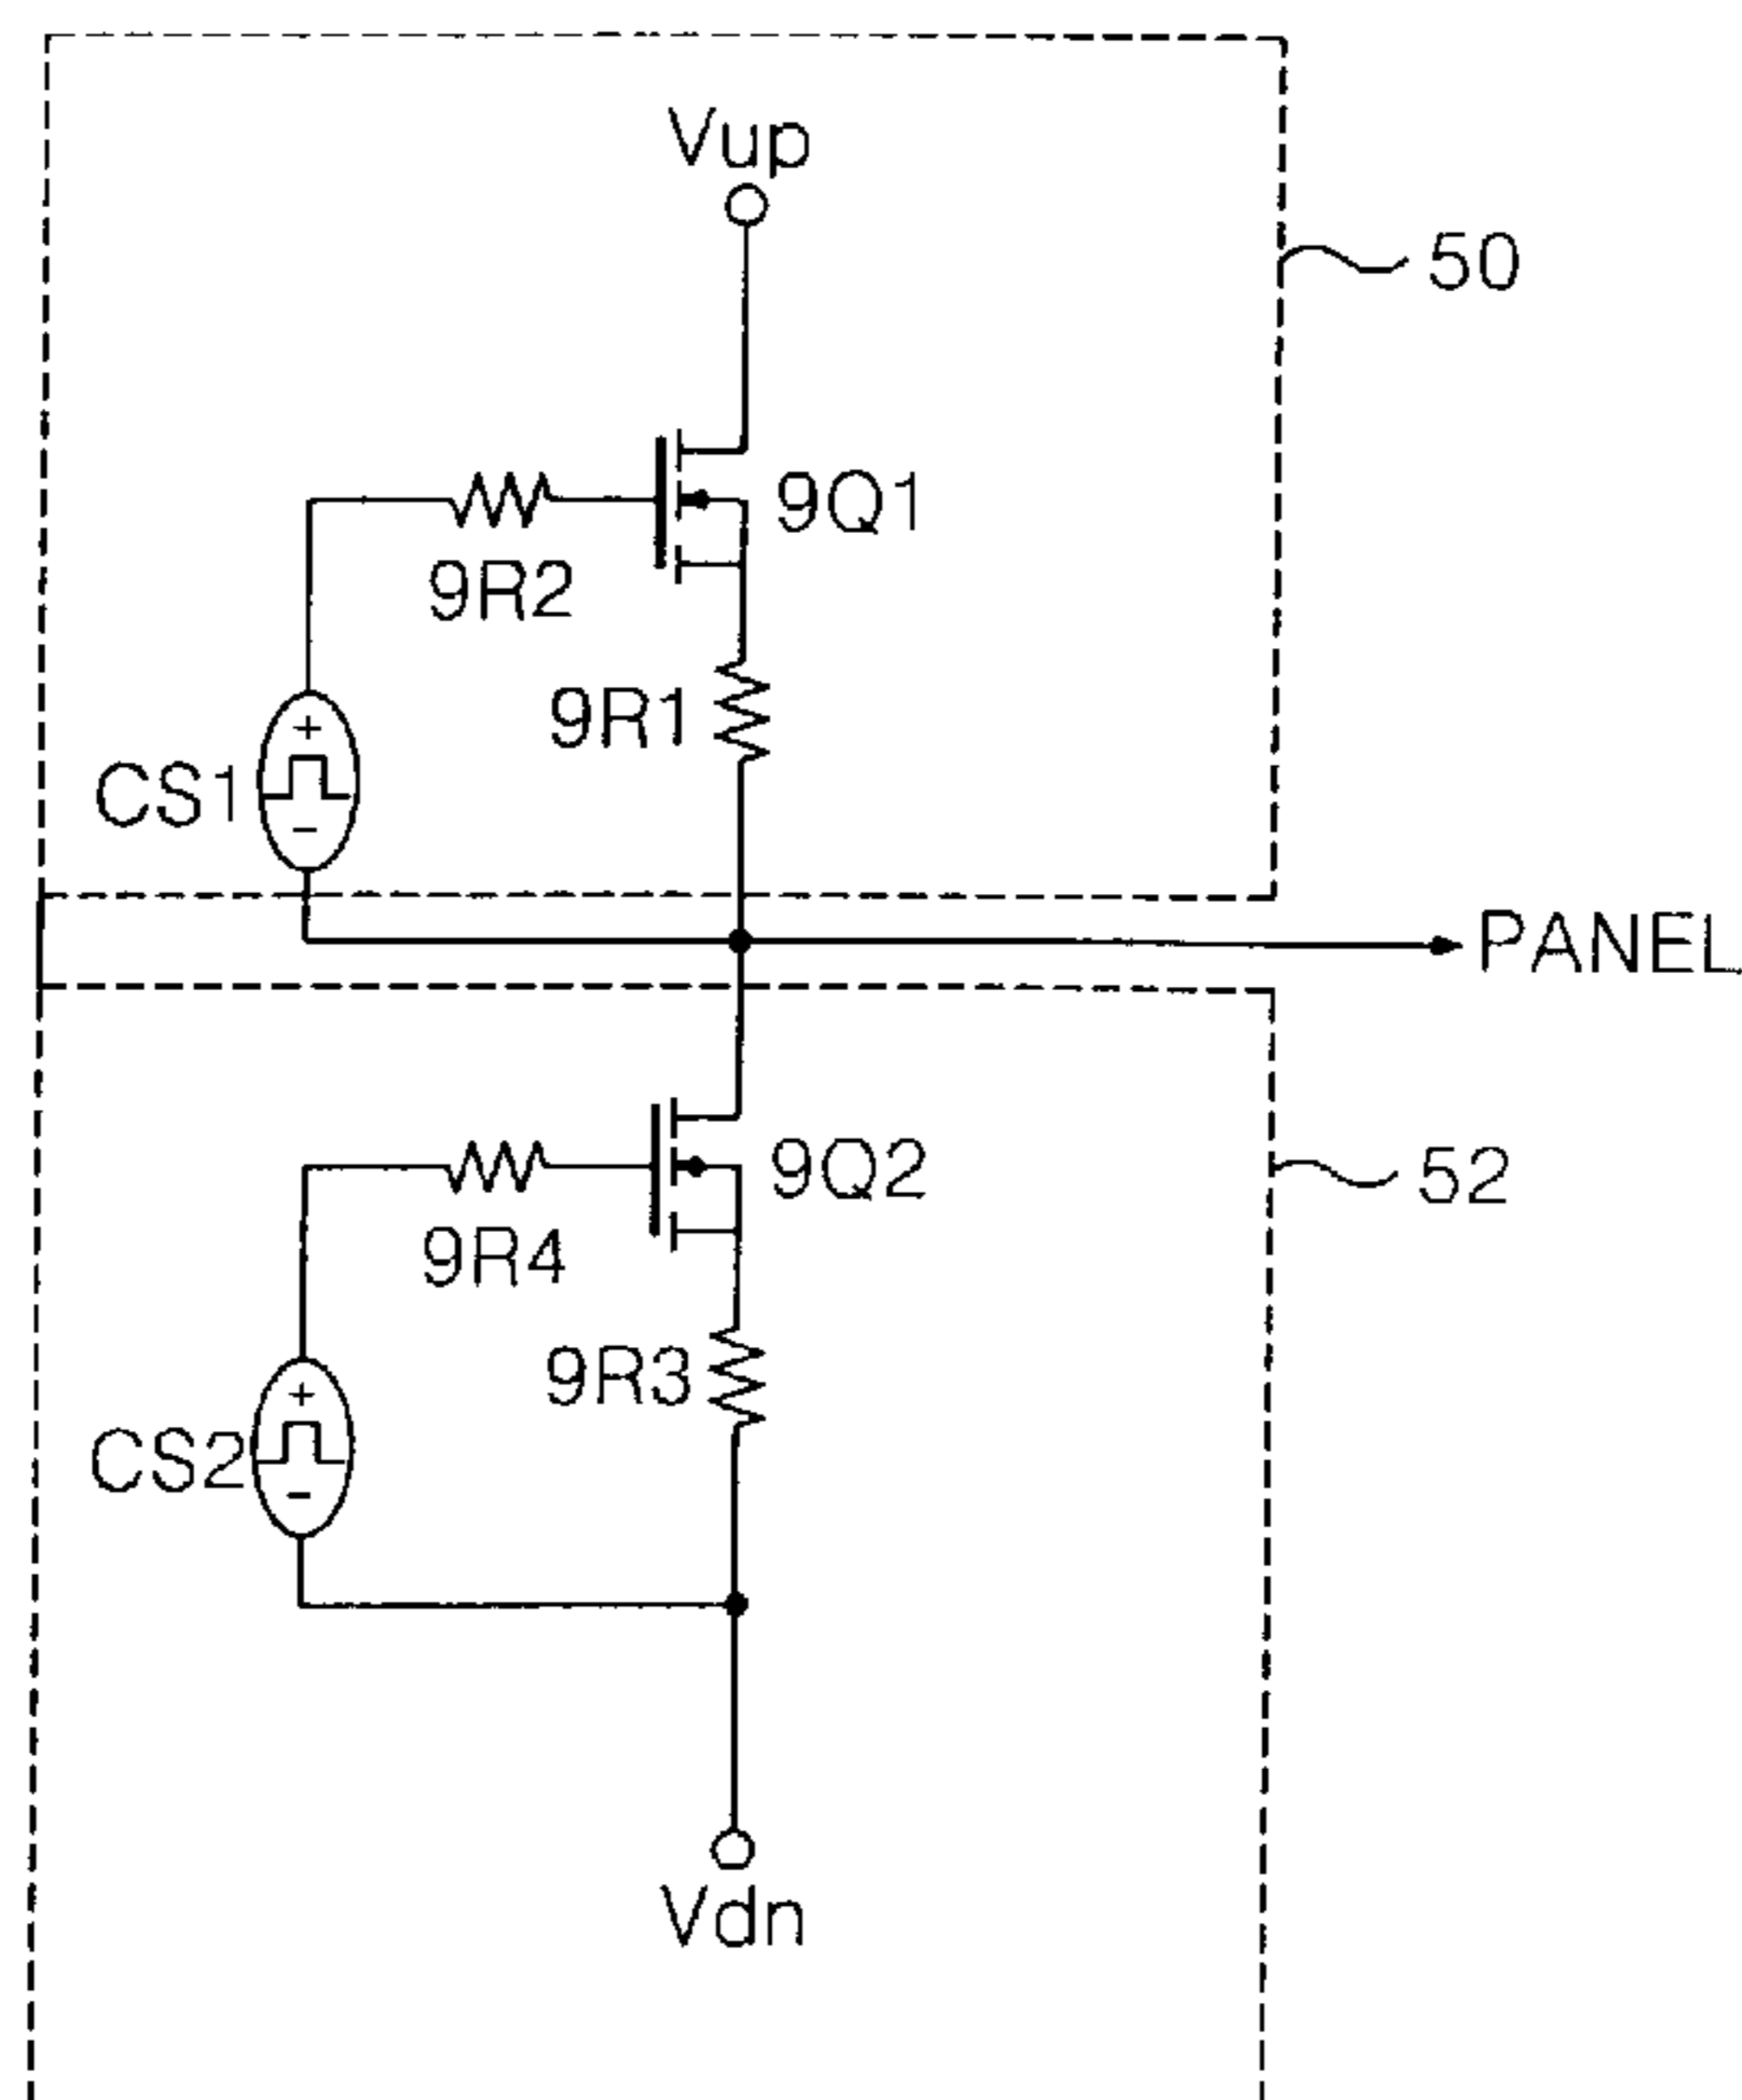 Vup
50
9Q1
9R2
9R1
+
CS1
-
PANEL
9Q2
52
9R4
9R3
+
CS2
-
Vdn